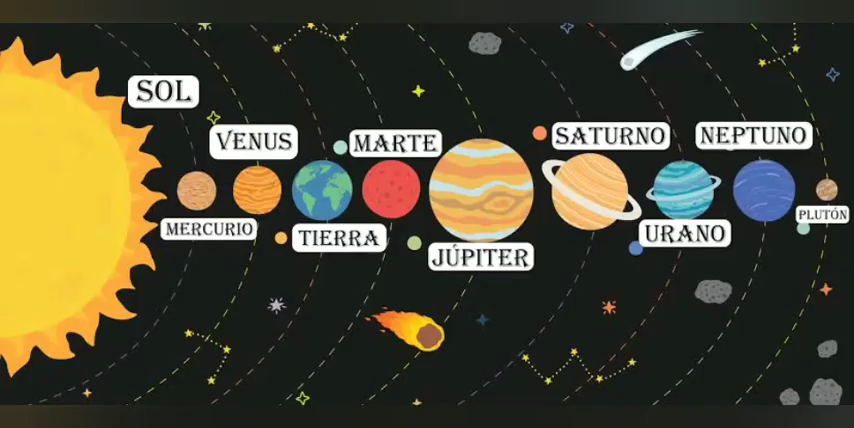 SOL
MERCURIO
VENUS
TIERRA
MARTE
JÚPITER
SATURNO
URANO
NEPTUNO
PLUTÓN